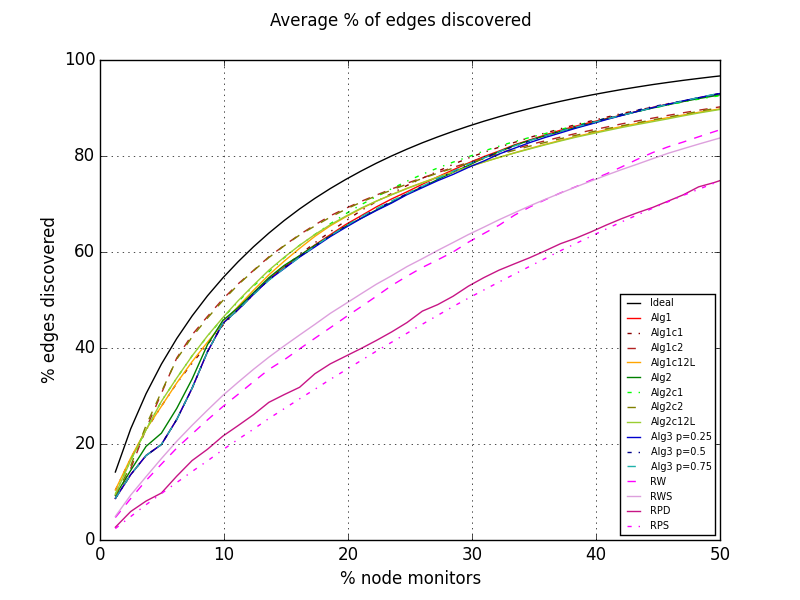 Average % of edges discovered
100
80
60
40
20
0
% edges discovered
0 10 20 30 40 50
% node monitors
Ideal
Alg1
Alg1c1
Alg1c2
Alg1c12L
Alg2
Alg2c1
Alg2c2
Alg2c12L
Alg3 p=0.25
Alg3 p=0.5
Alg3 p=0.75
RW
RWS
RPD
RPS